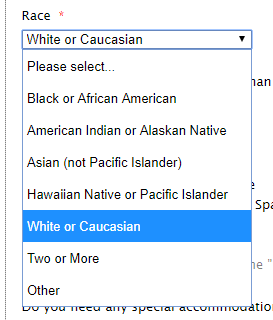 Race *
White or Caucasian
Please select...
Black or African American
American Indian or Alaskan Native
Asian (not Pacific Islander)
Hawaiian Native or Pacific Islander
White or Caucasian
Two or More
Other
Do you need any special accommodation